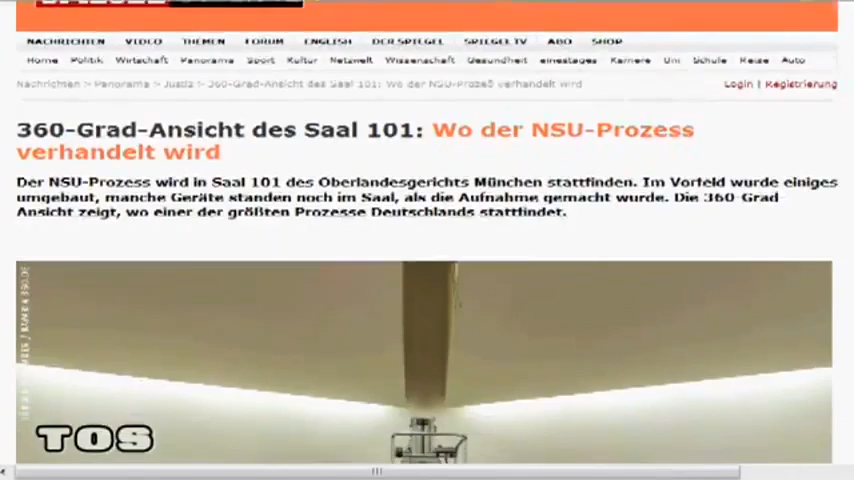 NACHRICHTEN VIDEO THEMEN FORUM ENGLISH DER SPIEGEL SPIEGEL TV ABO SHOP
Home Politik Wirtschaft Panorama Sport Kultur Netzwelt Wissenschaft Gesundheit einestages Karriere Uni Schule Reise Auto
Nachrichten > Panorama > Justiz > 360-Grad-Ansicht des Saal 101: Wo der NSU-Prozeß verhandelt wird Login | Registrierung
360-Grad-Ansicht des Saal 101: Wo der NSU-Prozess
verhandelt wird
Der NSU-Prozess wird in Saal 101 des Oberlandesgerichts München stattfinden. Im Vorfeld wurde einiges
umgebaut, manche Geräte standen noch im Saal, als die Aufnahme gemacht wurde. Die 360-Grad
Ansicht zeigt, wo einer der größten Prozesse Deutschlands stattfindet.
TOS